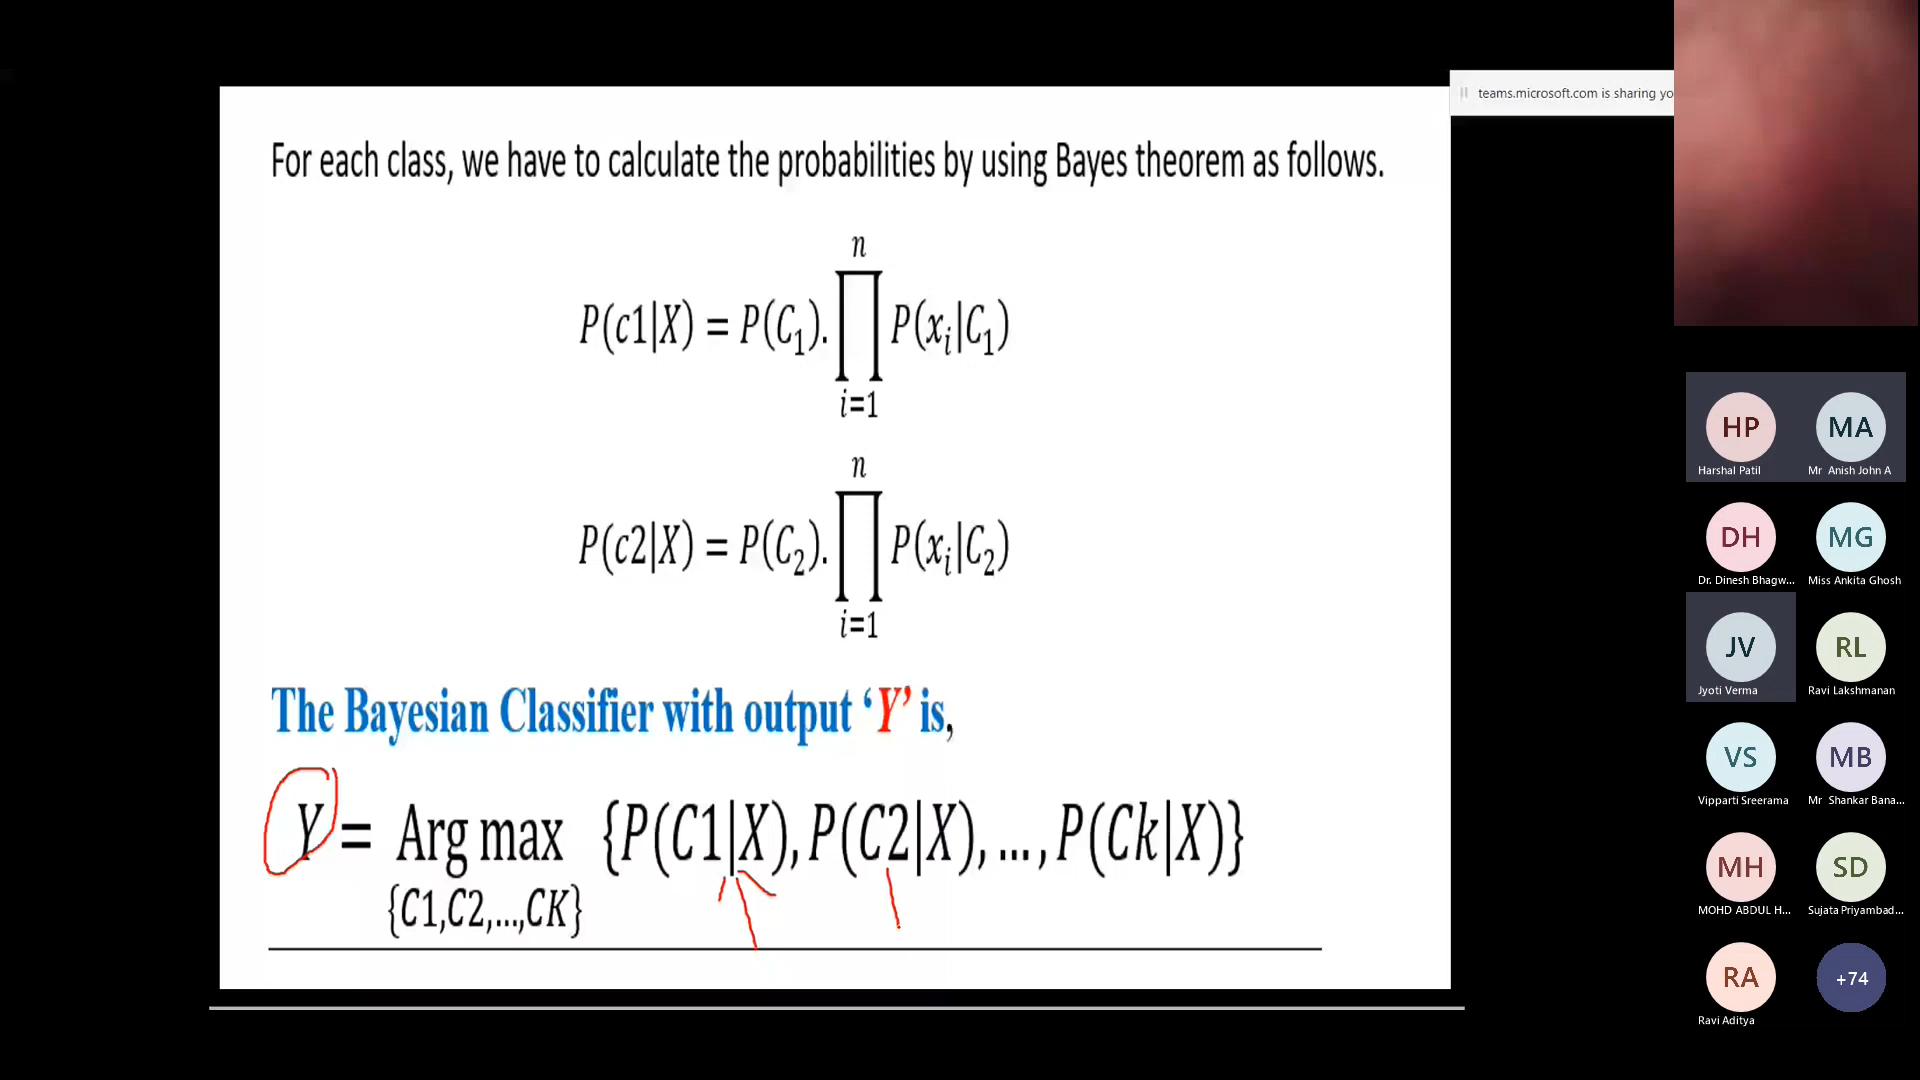 teams.microsoft.com is sharing yo
For each class, we have to calculate the probabilities by using Bayes theorem as follows.
n
P(c1|X) = P(C₁). ∏ P(xᵢ|C₁)
i=1
n
P(c2|X) = P(C₂). ∏ P(xᵢ|C₂)
i=1
The Bayesian Classifier with output ‘Y’ is,
Y = Arg max {P(C1|X), P(C2|X), ..., P(Ck|X)}
{C1,C2,...,CK}
HP MA
Harshal Patil Mr Anish John A
DH MG
Dr. Dinesh Bhagw... Miss Ankita Ghosh
JV RL
Jyoti Verma Ravi Lakshmanan
VS MB
Vipparti Sreerama Mr Shankar Bana...
MH SD
MOHD ABDUL H... Sujata Priyambad...
RA +74
Ravi Aditya